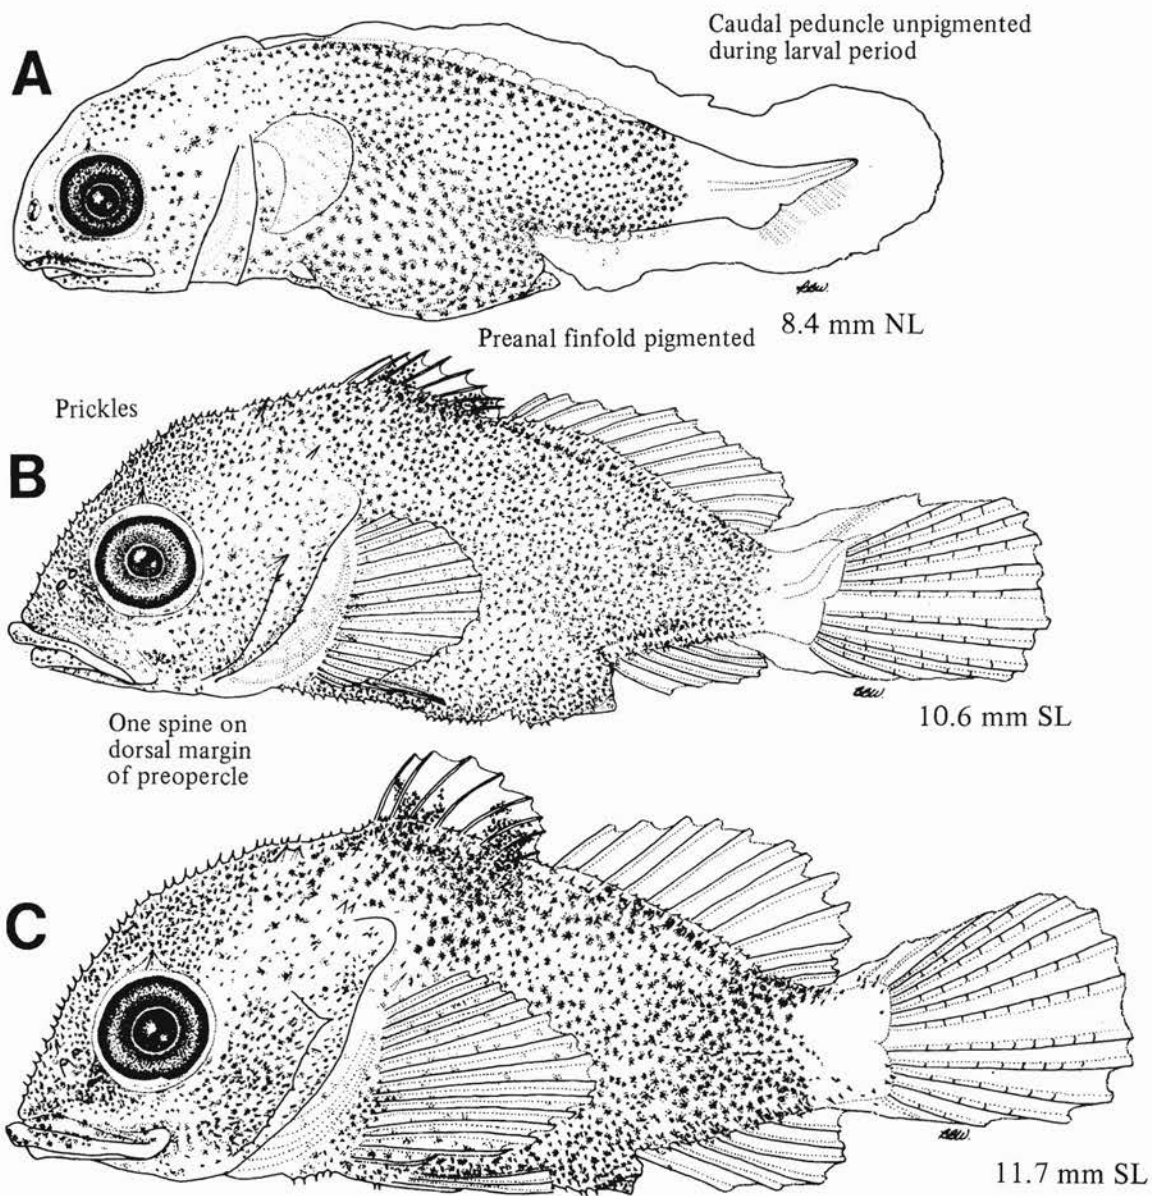 Caudal peduncle unpigmented
during larval period
A
8.4 mm NL
Preanal finfold pigmented
Prickles
B
10.6 mm SL
One spine on
dorsal margin
of preopercle
C
11.7 mm SL